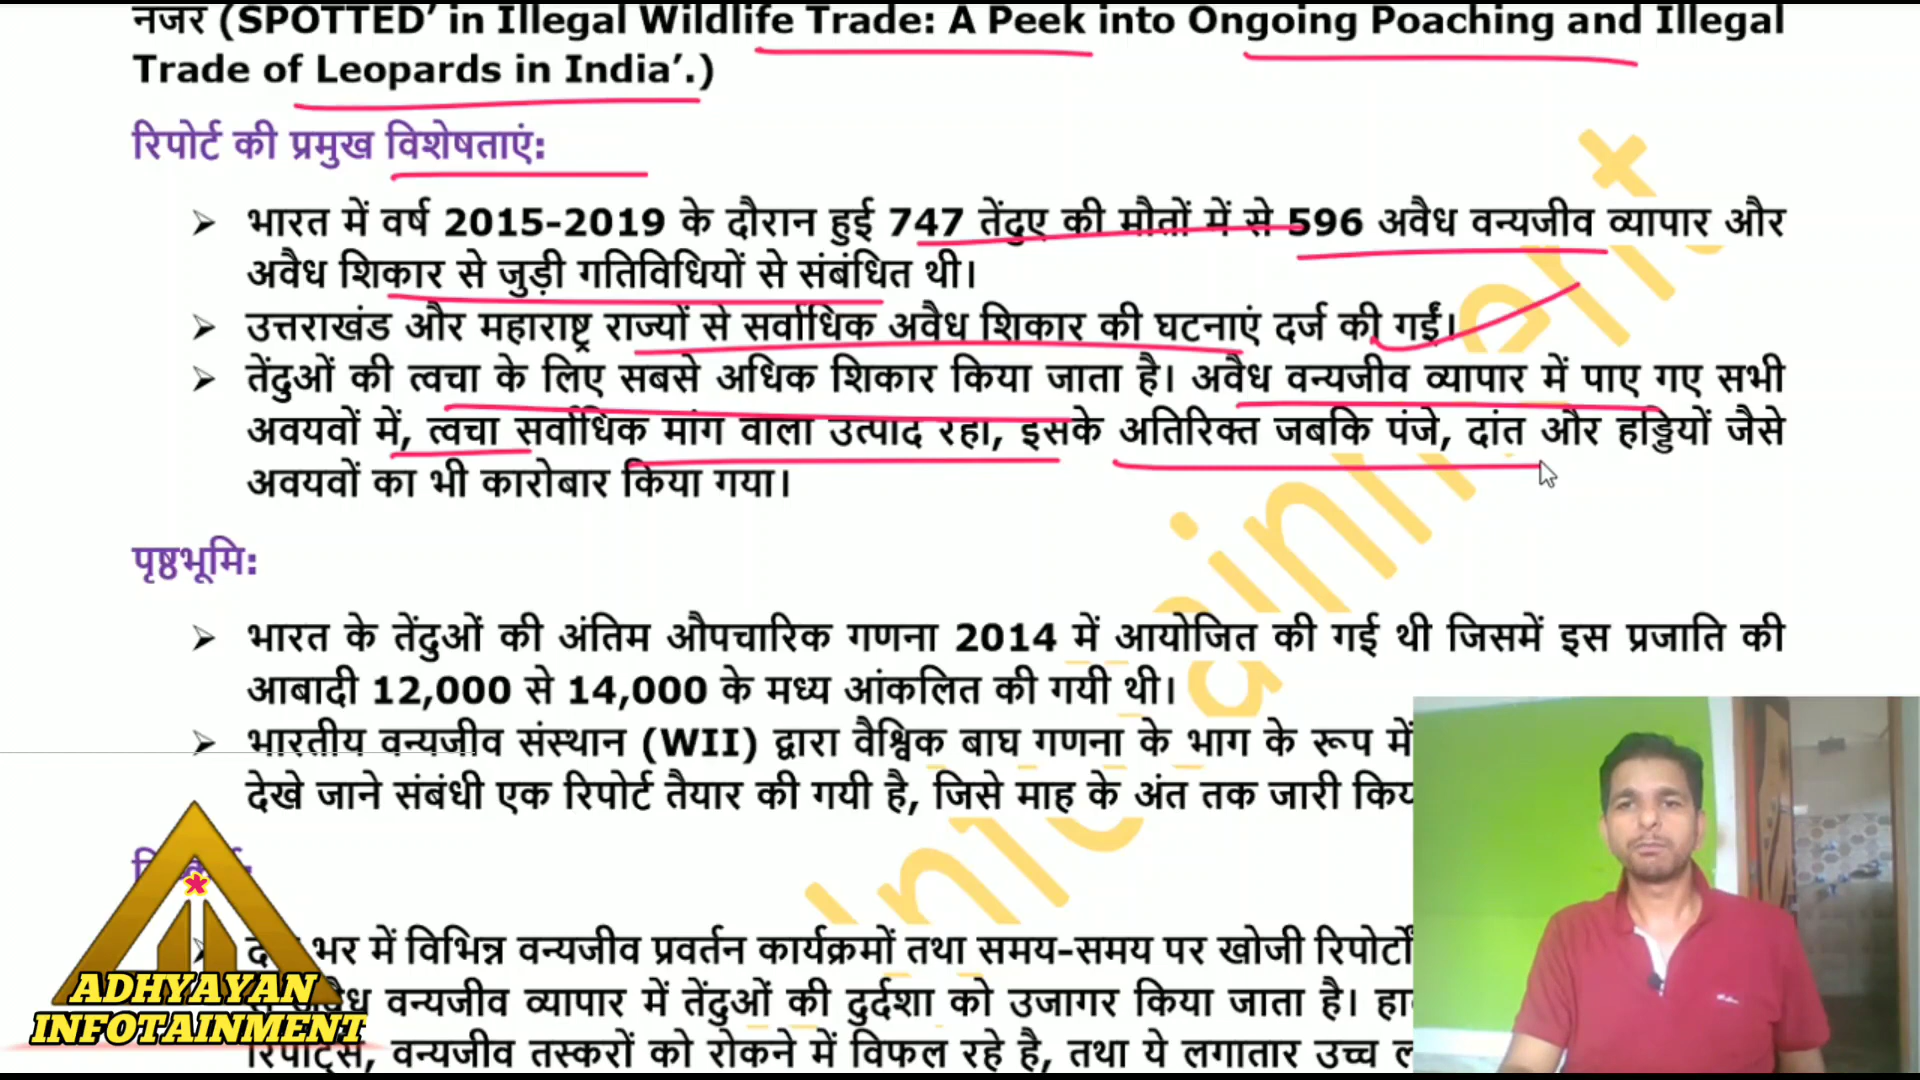 नजर (SPOTTED’ in Illegal Wildlife Trade: A Peek into Ongoing Poaching and Illegal
Trade of Leopards in India’.)
रिपोर्ट की प्रमुख विशेषताएं:
➢ भारत में वर्ष 2015-2019 के दौरान हुई 747 तेंदुए की मौतों में से 596 अवैध वन्यजीव व्यापार और
अवैध शिकार से जुड़ी गतिविधियों से संबंधित थी।
➢ उत्तराखंड और महाराष्ट्र राज्यों से सर्वाधिक अवैध शिकार की घटनाएं दर्ज की गईं।
➢ तेंदुओं की त्वचा के लिए सबसे अधिक शिकार किया जाता है। अवैध वन्यजीव व्यापार में पाए गए सभी
अवयवों में, त्वचा सर्वाधिक मांग वाला उत्पाद रहा, इसके अतिरिक्त जबकि पंजे, दांत और हड्डियों जैसे
अवयवों का भी कारोबार किया गया।
पृष्ठभूमि:
➢ भारत के तेंदुओं की अंतिम औपचारिक गणना 2014 में आयोजित की गई थी जिसमें इस प्रजाति की
आबादी 12,000 से 14,000 के मध्य आंकलित की गयी थी।
➢ भारतीय वन्यजीव संस्थान (WII) द्वारा वैश्विक बाघ गणना के भाग के रूप में
देखे जाने संबंधी एक रिपोर्ट तैयार की गयी है, जिसे माह के अंत तक जारी
भर में विभिन्न वन्यजीव प्रवर्तन कार्यक्रमों तथा समय-समय पर खोजी रिपोर्टों
वन्यजीव व्यापार में तेंदुओं की दुर्दशा को उजागर किया जाता है।
रिपोर्ट्स, वन्यजीव तस्करों को रोकने में विफल रहे है, तथा ये लगातार उच्च
ADHYAYAN
INFOTAINMENT